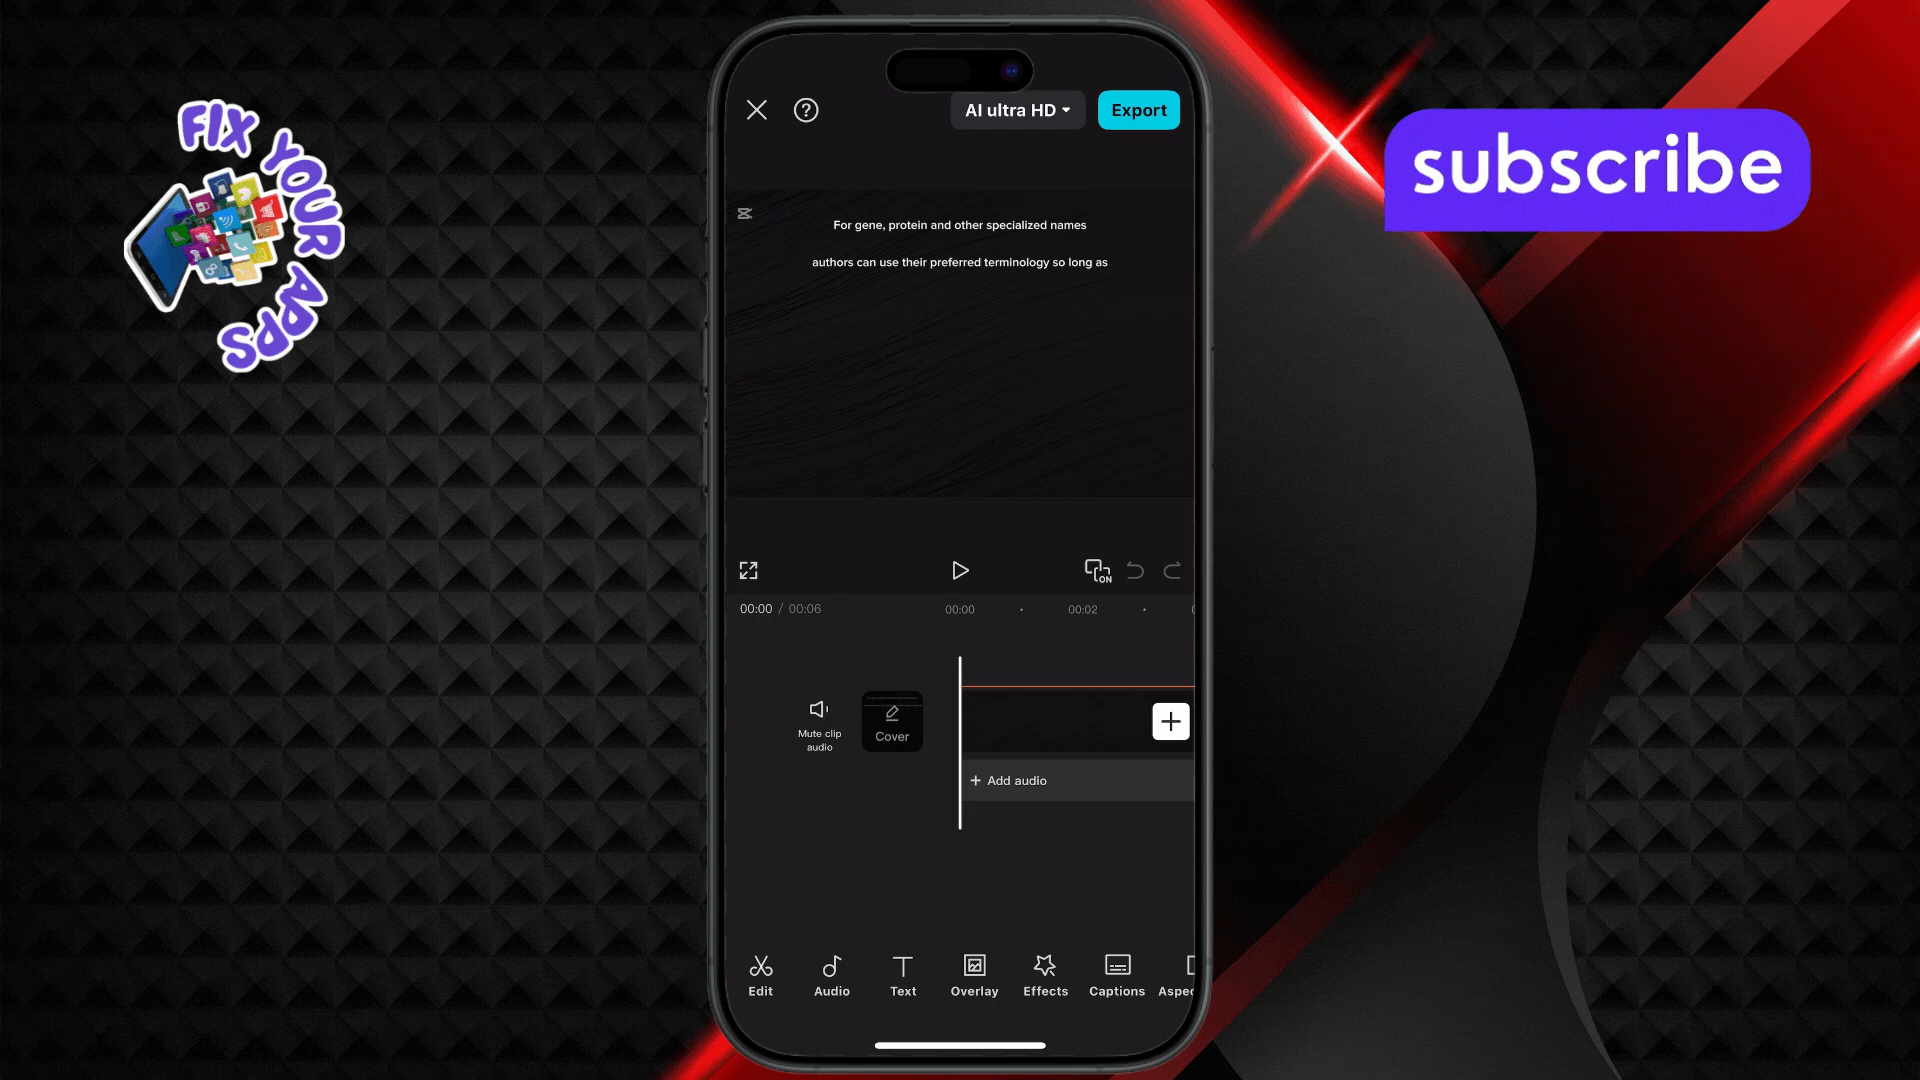 FIX YOUR APPS
subscribe
AI ultra HD
Export
For gene, protein and other specialized names
authors can use their preferred terminology so long as
ON
00:00 / 00:06
00:00
00:02
Mute clip
audio
Cover
+ Add audio
Edit
Audio
Text
Overlay
Effects
Captions
Aspec